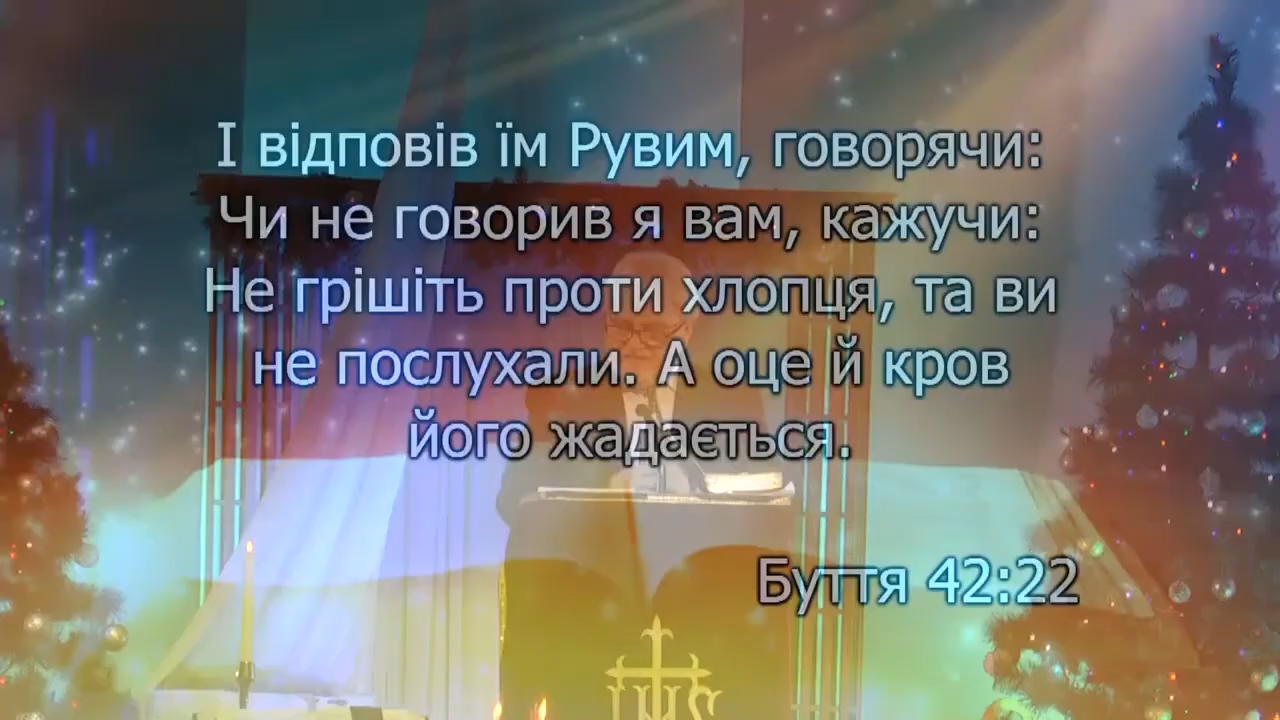 І відповів їм Рувим, говорячи:
Чи не говорив я вам, кажучи:
Не грішіть проти хлопця, та ви
не послухали. А оце й кров
його жадається.
Буття 42:22
IHS